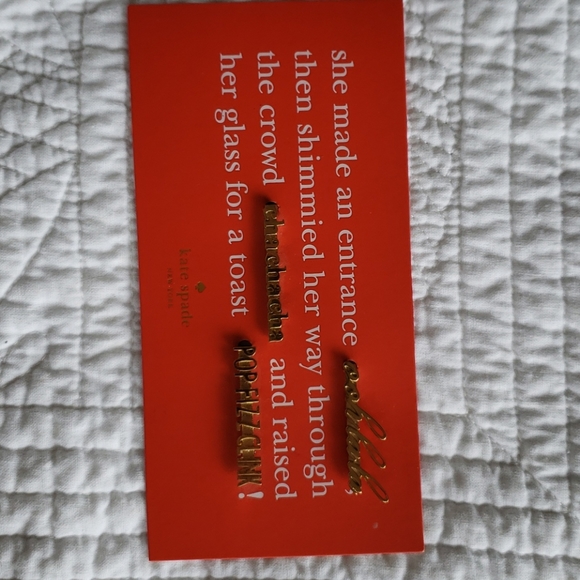 she made an entrance ooh la la,
then shimmied her way through
the crowd chachacha and raised
her glass for a toast POP FIZZ CLINK!
kate spade
NEW YORK